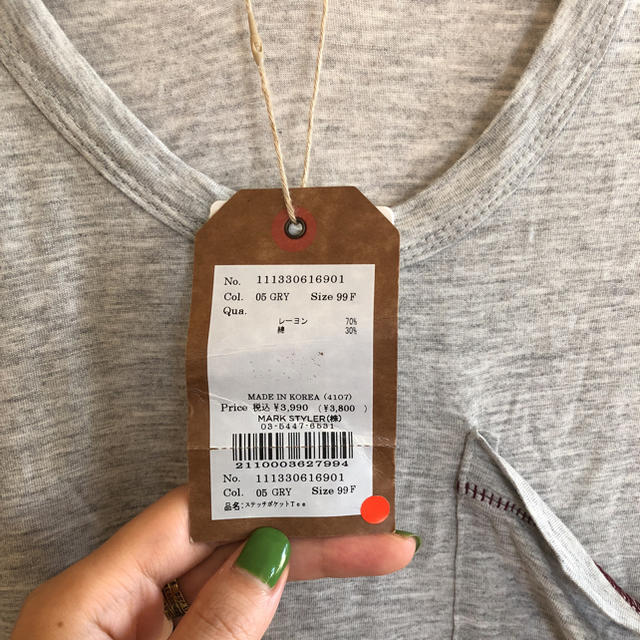 No. 111330616901
Col. 05 GRY Size 99 F
Qua.
レーヨン 70%
綿 30%
MADE IN KOREA (4107)
Price 税込 ¥3,990 (¥3,800 )
MARK STYLER(株)
03-5447-6531
2110003627994
No. 111330616901
Col. 05 GRY Size 99 F
品名:ステッチポケットTee